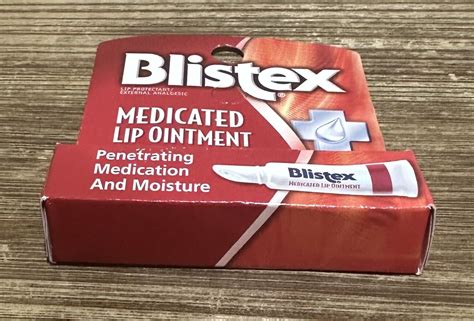 Blistex®
LIP PROTECTANT/
EXTERNAL ANALGESIC
MEDICATED
LIP OINTMENT
Penetrating
Medication
And Moisture
Blistex®
MEDICATED LIP OINTMENT